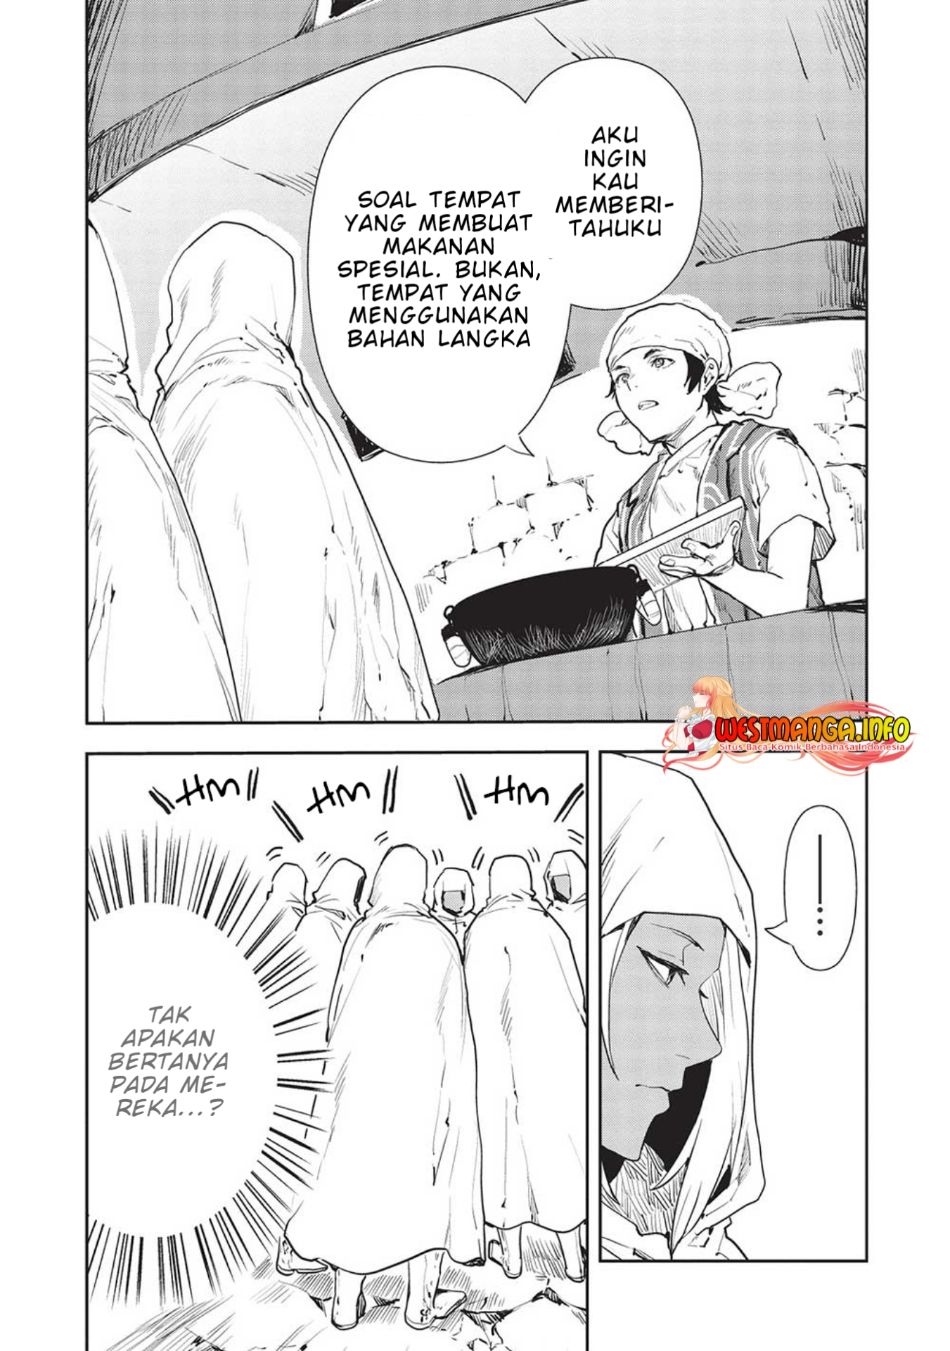 AKU
INGIN
KAU
MEMBERI-
TAHUKU
SOAL TEMPAT
YANG MEMBUAT
MAKANAN
SPESIAL. BUKAN,
TEMPAT YANG
MENGGUNAKAN
BAHAN LANGKA
WESTMANGA.INFO
Situs Baca Komik Berbahasa Indonesia
!...
HM
HM
HM
TAK
APAKAN
BERTANYA
PADA ME-
REKA...?